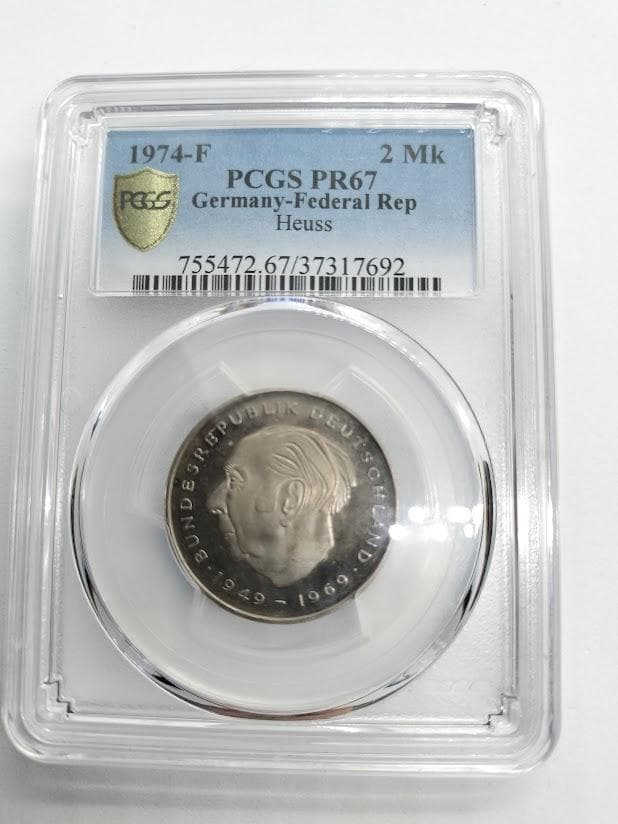 1974-F 2 Mk
PCGS PR67
PCGS
Germany-Federal Rep
Heuss
755472.67/37317692
BUNDESREPUBLIK DEUTSCHLAND
· 1949 - 1969 ·